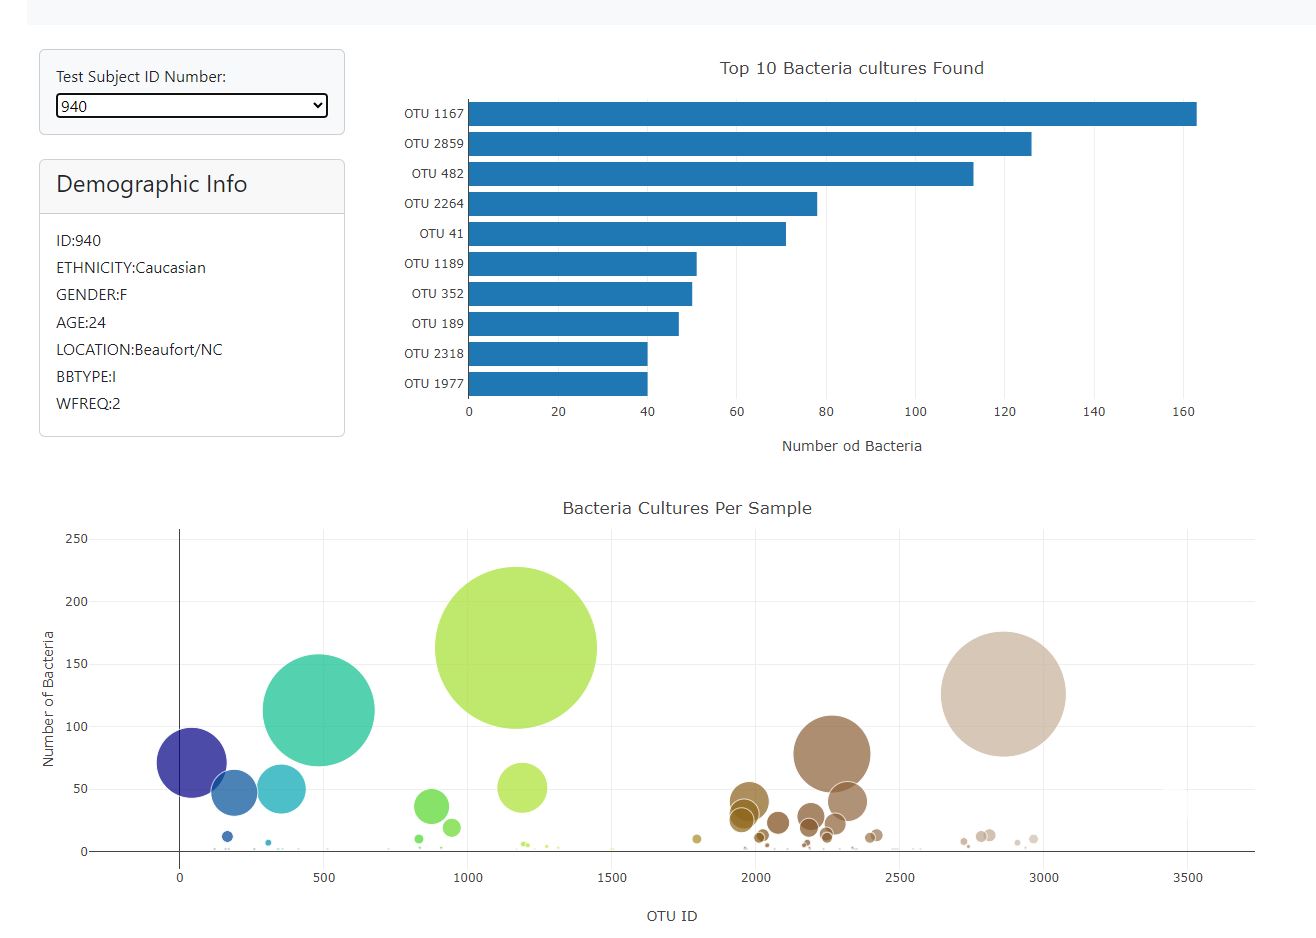 Test Subject ID Number:
940
Demographic Info
ID:940
ETHNICITY:Caucasian
GENDER:F
AGE:24
LOCATION:Beaufort/NC
BBTYPE:I
WFREQ:2
Top 10 Bacteria cultures Found
OTU 1167
OTU 2859
OTU 482
OTU 2264
OTU 41
OTU 1189
OTU 352
OTU 189
OTU 2318
OTU 1977
0 20 40 60 80 100 120 140 160
Number od Bacteria
Bacteria Cultures Per Sample
Number of Bacteria
250
200
150
100
50
0
0 500 1000 1500 2000 2500 3000 3500
OTU ID